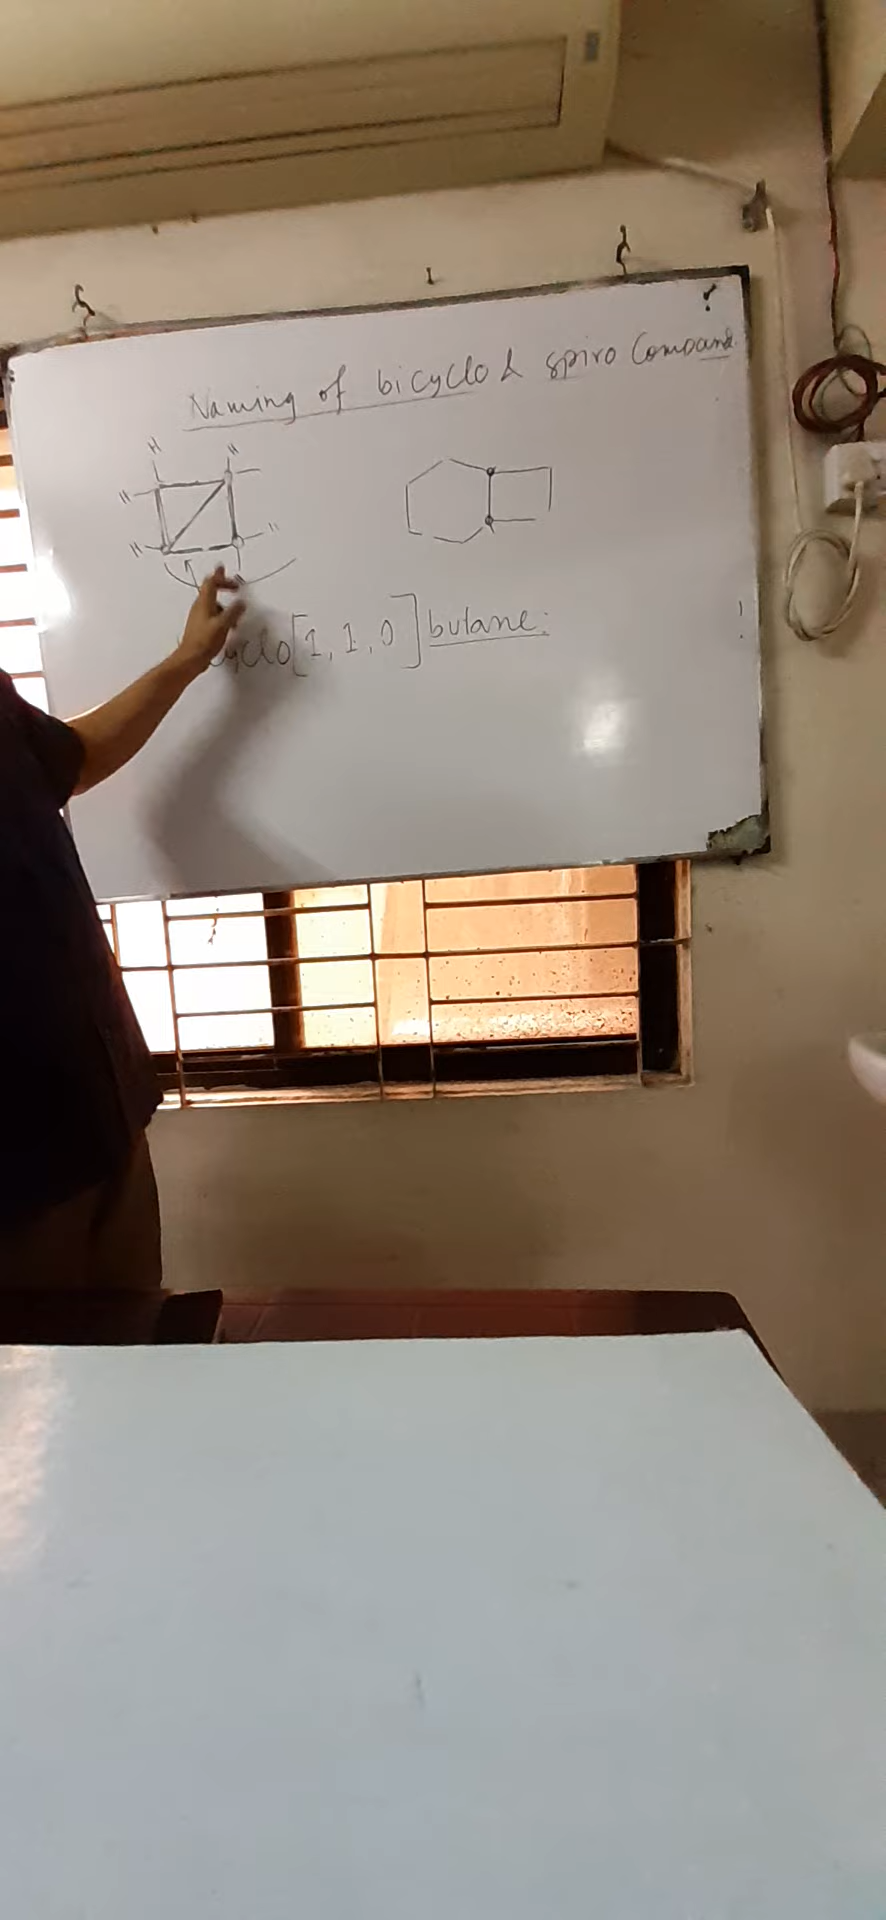 Naming of bicyclo & spiro Compound.
H H
H
H H
H
cyclo[1, 1, 0] butane: